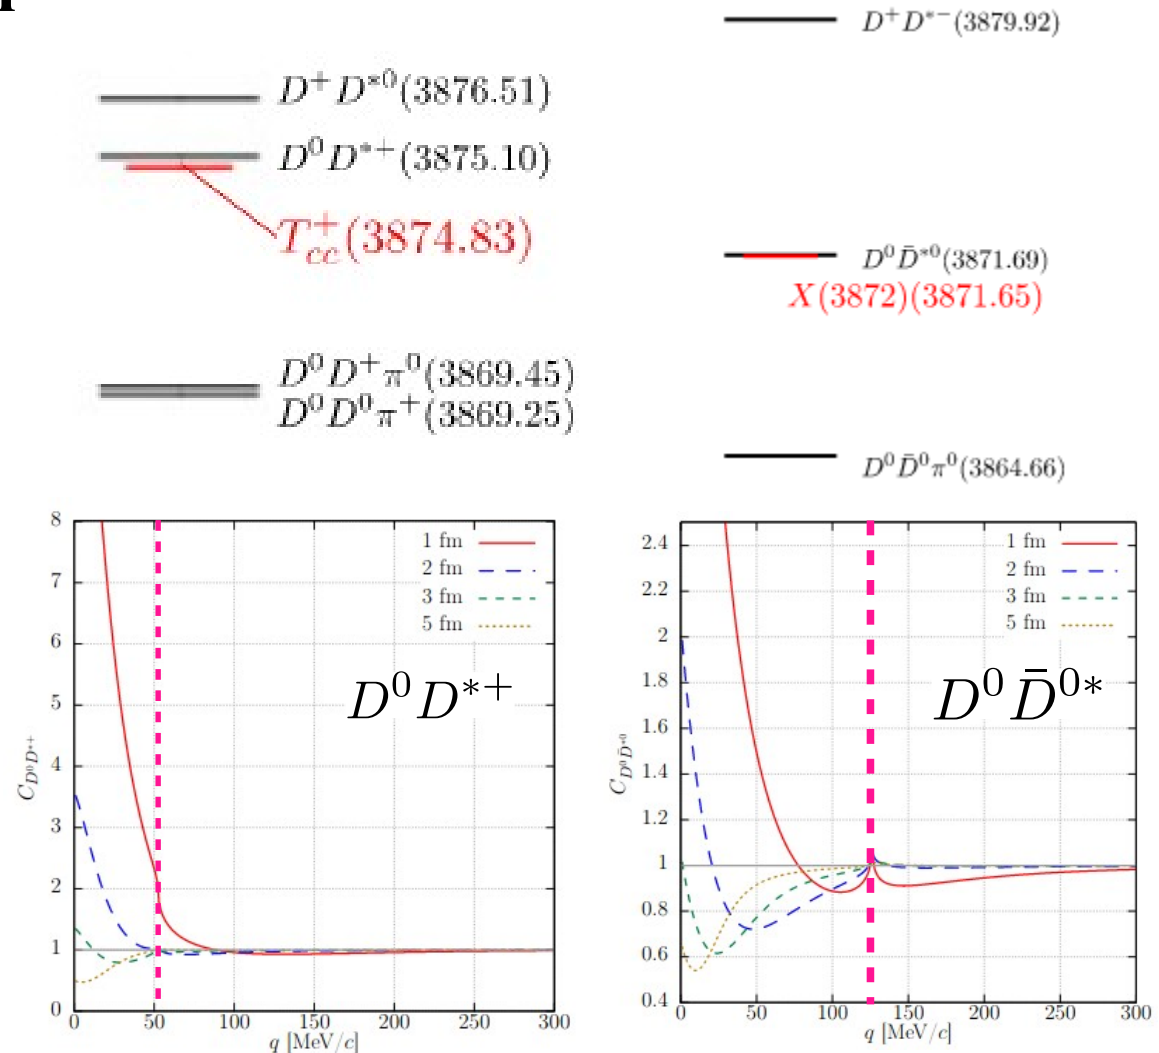 D⁺D*⁰(3876.51)
D⁰D*⁺(3875.10)
T⁺cc(3874.83)
D⁰D⁺π⁰(3869.45)
D⁰D⁰π⁺(3869.25)
D⁺D*⁻(3879.92)
D⁰D̄*⁰(3871.69)
X(3872)(3871.65)
D⁰D̄⁰π⁰(3864.66)
8
7
6
5
4
3
2
1
0
C_{D⁰D*⁺}
1 fm
2 fm
3 fm
5 fm
D⁰D*⁺
0 50 100 150 200 250 300
q [MeV/c]
2.4
2.2
2
1.8
1.6
1.4
1.2
1
0.8
0.6
0.4
C_{D⁰D̄*⁰}
1 fm
2 fm
3 fm
5 fm
D⁰D̄⁰*
0 50 100 150 200 250 300
q [MeV/c]